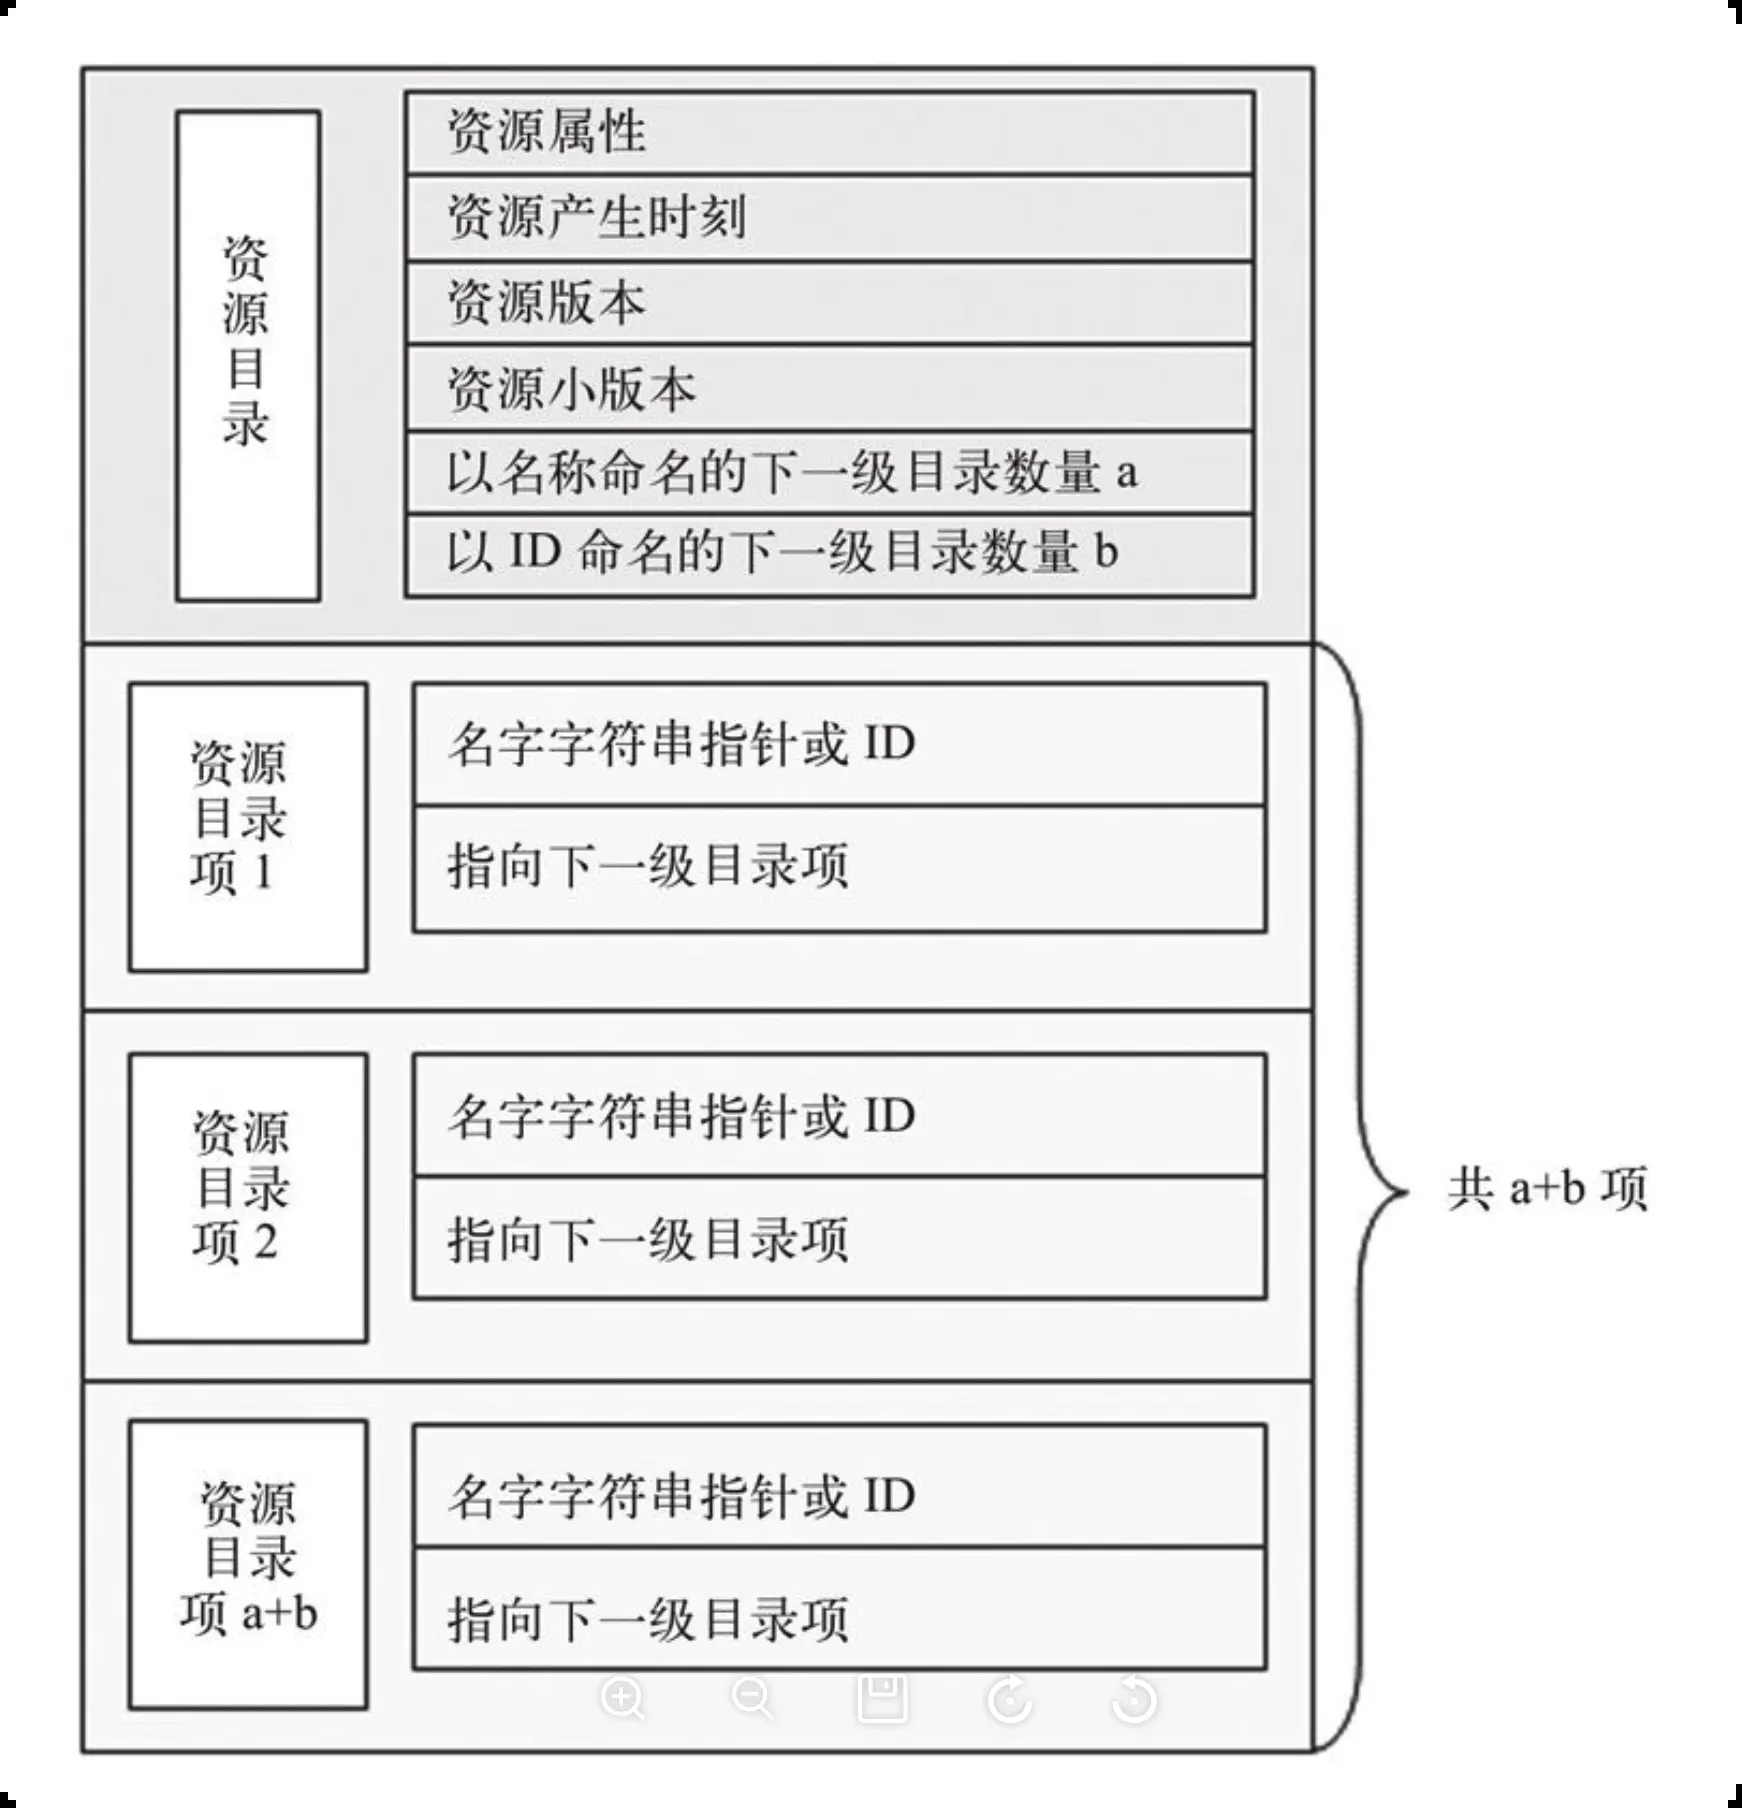 资
源
目
录
资源属性
资源产生时刻
资源版本
资源小版本
以名称命名的下一级目录数量 a
以 ID 命名的下一级目录数量 b
资源
目录
项 1
名字字符串指针或 ID
指向下一级目录项
资源
目录
项 2
名字字符串指针或 ID
指向下一级目录项
资源
目录
项 a+b
名字字符串指针或 ID
指向下一级目录项
共 a+b 项